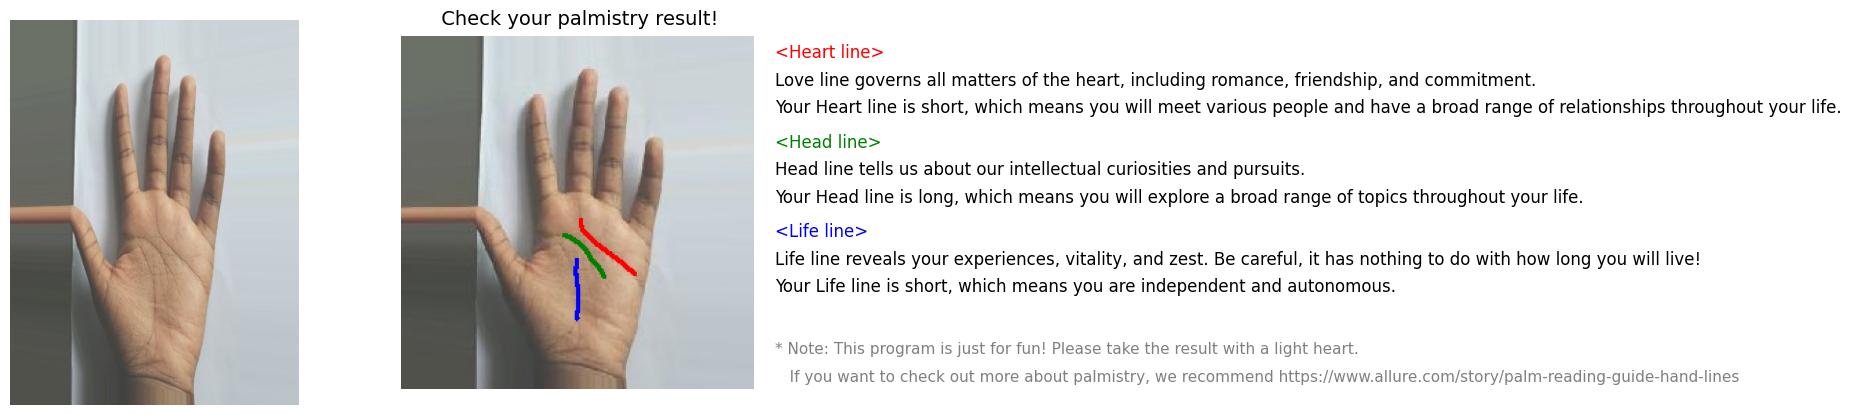 Check your palmistry result!
<Heart line>
Love line governs all matters of the heart, including romance, friendship, and commitment.
Your Heart line is short, which means you will meet various people and have a broad range of relationships throughout your life.
<Head line>
Head line tells us about our intellectual curiosities and pursuits.
Your Head line is long, which means you will explore a broad range of topics throughout your life.
<Life line>
Life line reveals your experiences, vitality, and zest. Be careful, it has nothing to do with how long you will live!
Your Life line is short, which means you are independent and autonomous.
* Note: This program is just for fun! Please take the result with a light heart.
If you want to check out more about palmistry, we recommend https://www.allure.com/story/palm-reading-guide-hand-lines